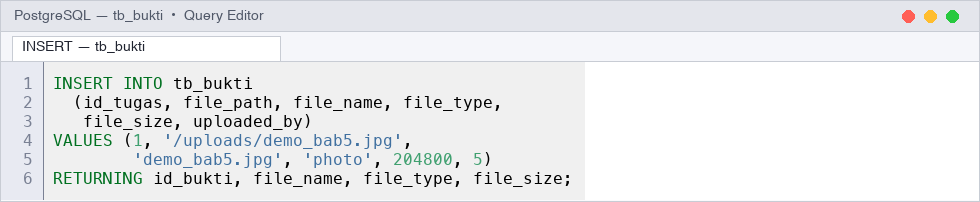 PostgreSQL — tb_bukti • Query Editor
INSERT — tb_bukti
1 INSERT INTO tb_bukti
2 (id_tugas, file_path, file_name, file_type,
3 file_size, uploaded_by)
4 VALUES (1, '/uploads/demo_bab5.jpg',
5 'demo_bab5.jpg', 'photo', 204800, 5)
6 RETURNING id_bukti, file_name, file_type, file_size;